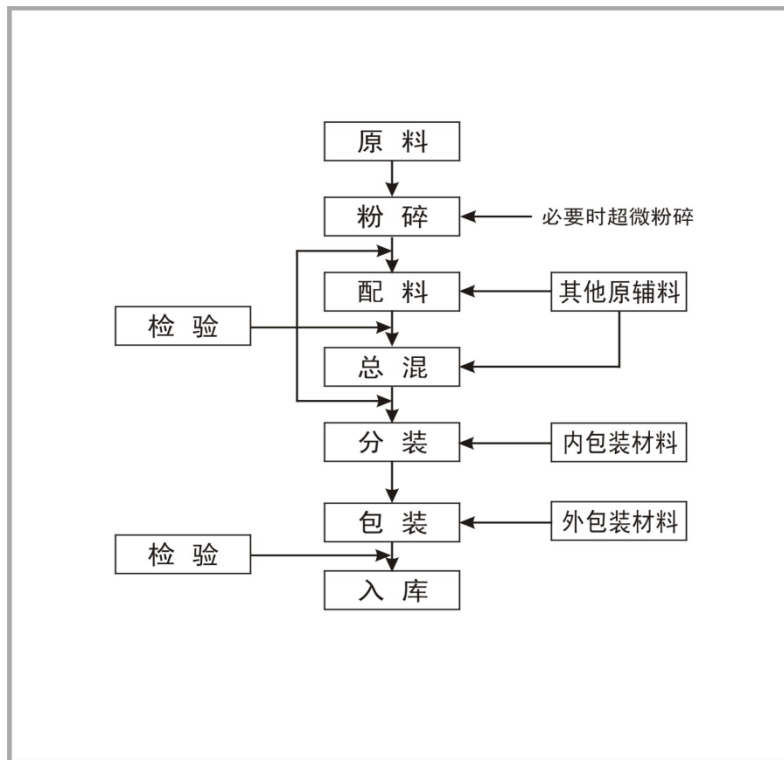 原料
粉碎
必要时超微粉碎
配料
其他原辅料
检验
总混
分装
内包装材料
包装
外包装材料
检验
入库